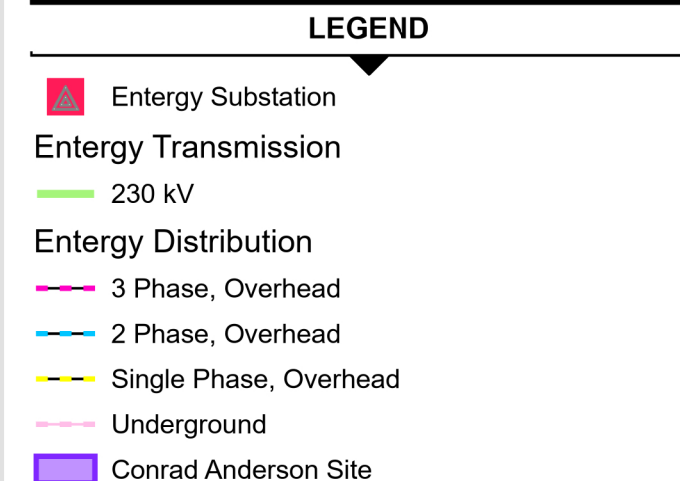 LEGEND
Entergy Substation
Entergy Transmission
230 kV
Entergy Distribution
3 Phase, Overhead
2 Phase, Overhead
Single Phase, Overhead
Underground
Conrad Anderson Site